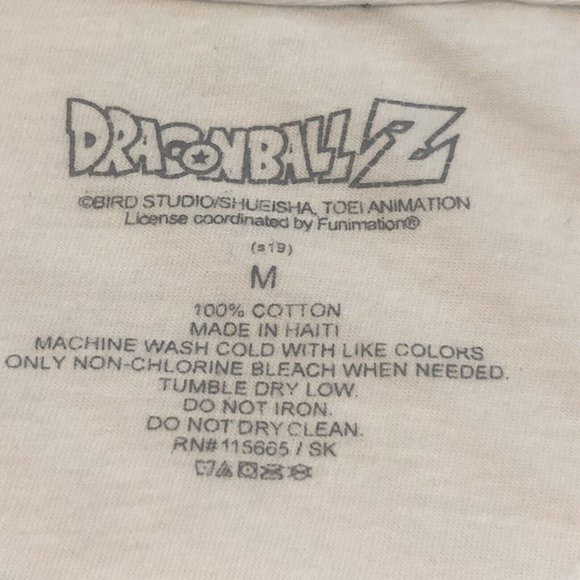 DRAGONBALL Z
©BIRD STUDIO/SHUEISHA, TOEI ANIMATION
License coordinated by Funimation®
(s19)
M
100% COTTON
MADE IN HAITI
MACHINE WASH COLD WITH LIKE COLORS
ONLY NON-CHLORINE BLEACH WHEN NEEDED.
TUMBLE DRY LOW.
DO NOT IRON.
DO NOT DRY CLEAN.
RN#115665 / SK